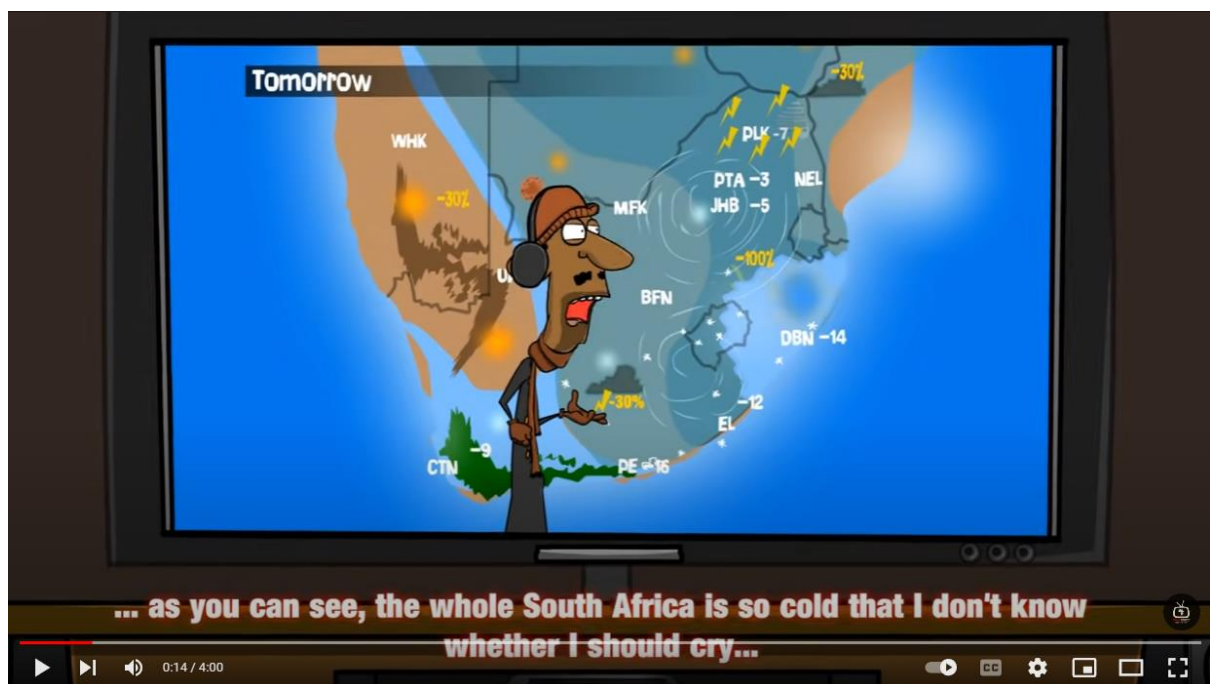 Tomorrow
-30%
WHK
PLK -7
-30%
PTA -3
NEL
MFK
JHB -5
-100%
BFN
DBN -14
-30%
-12
EL
-9
CTN
PE -16
... as you can see, the whole South Africa is so cold that I don't know
whether I should cry...
0:14 / 4:00
CC